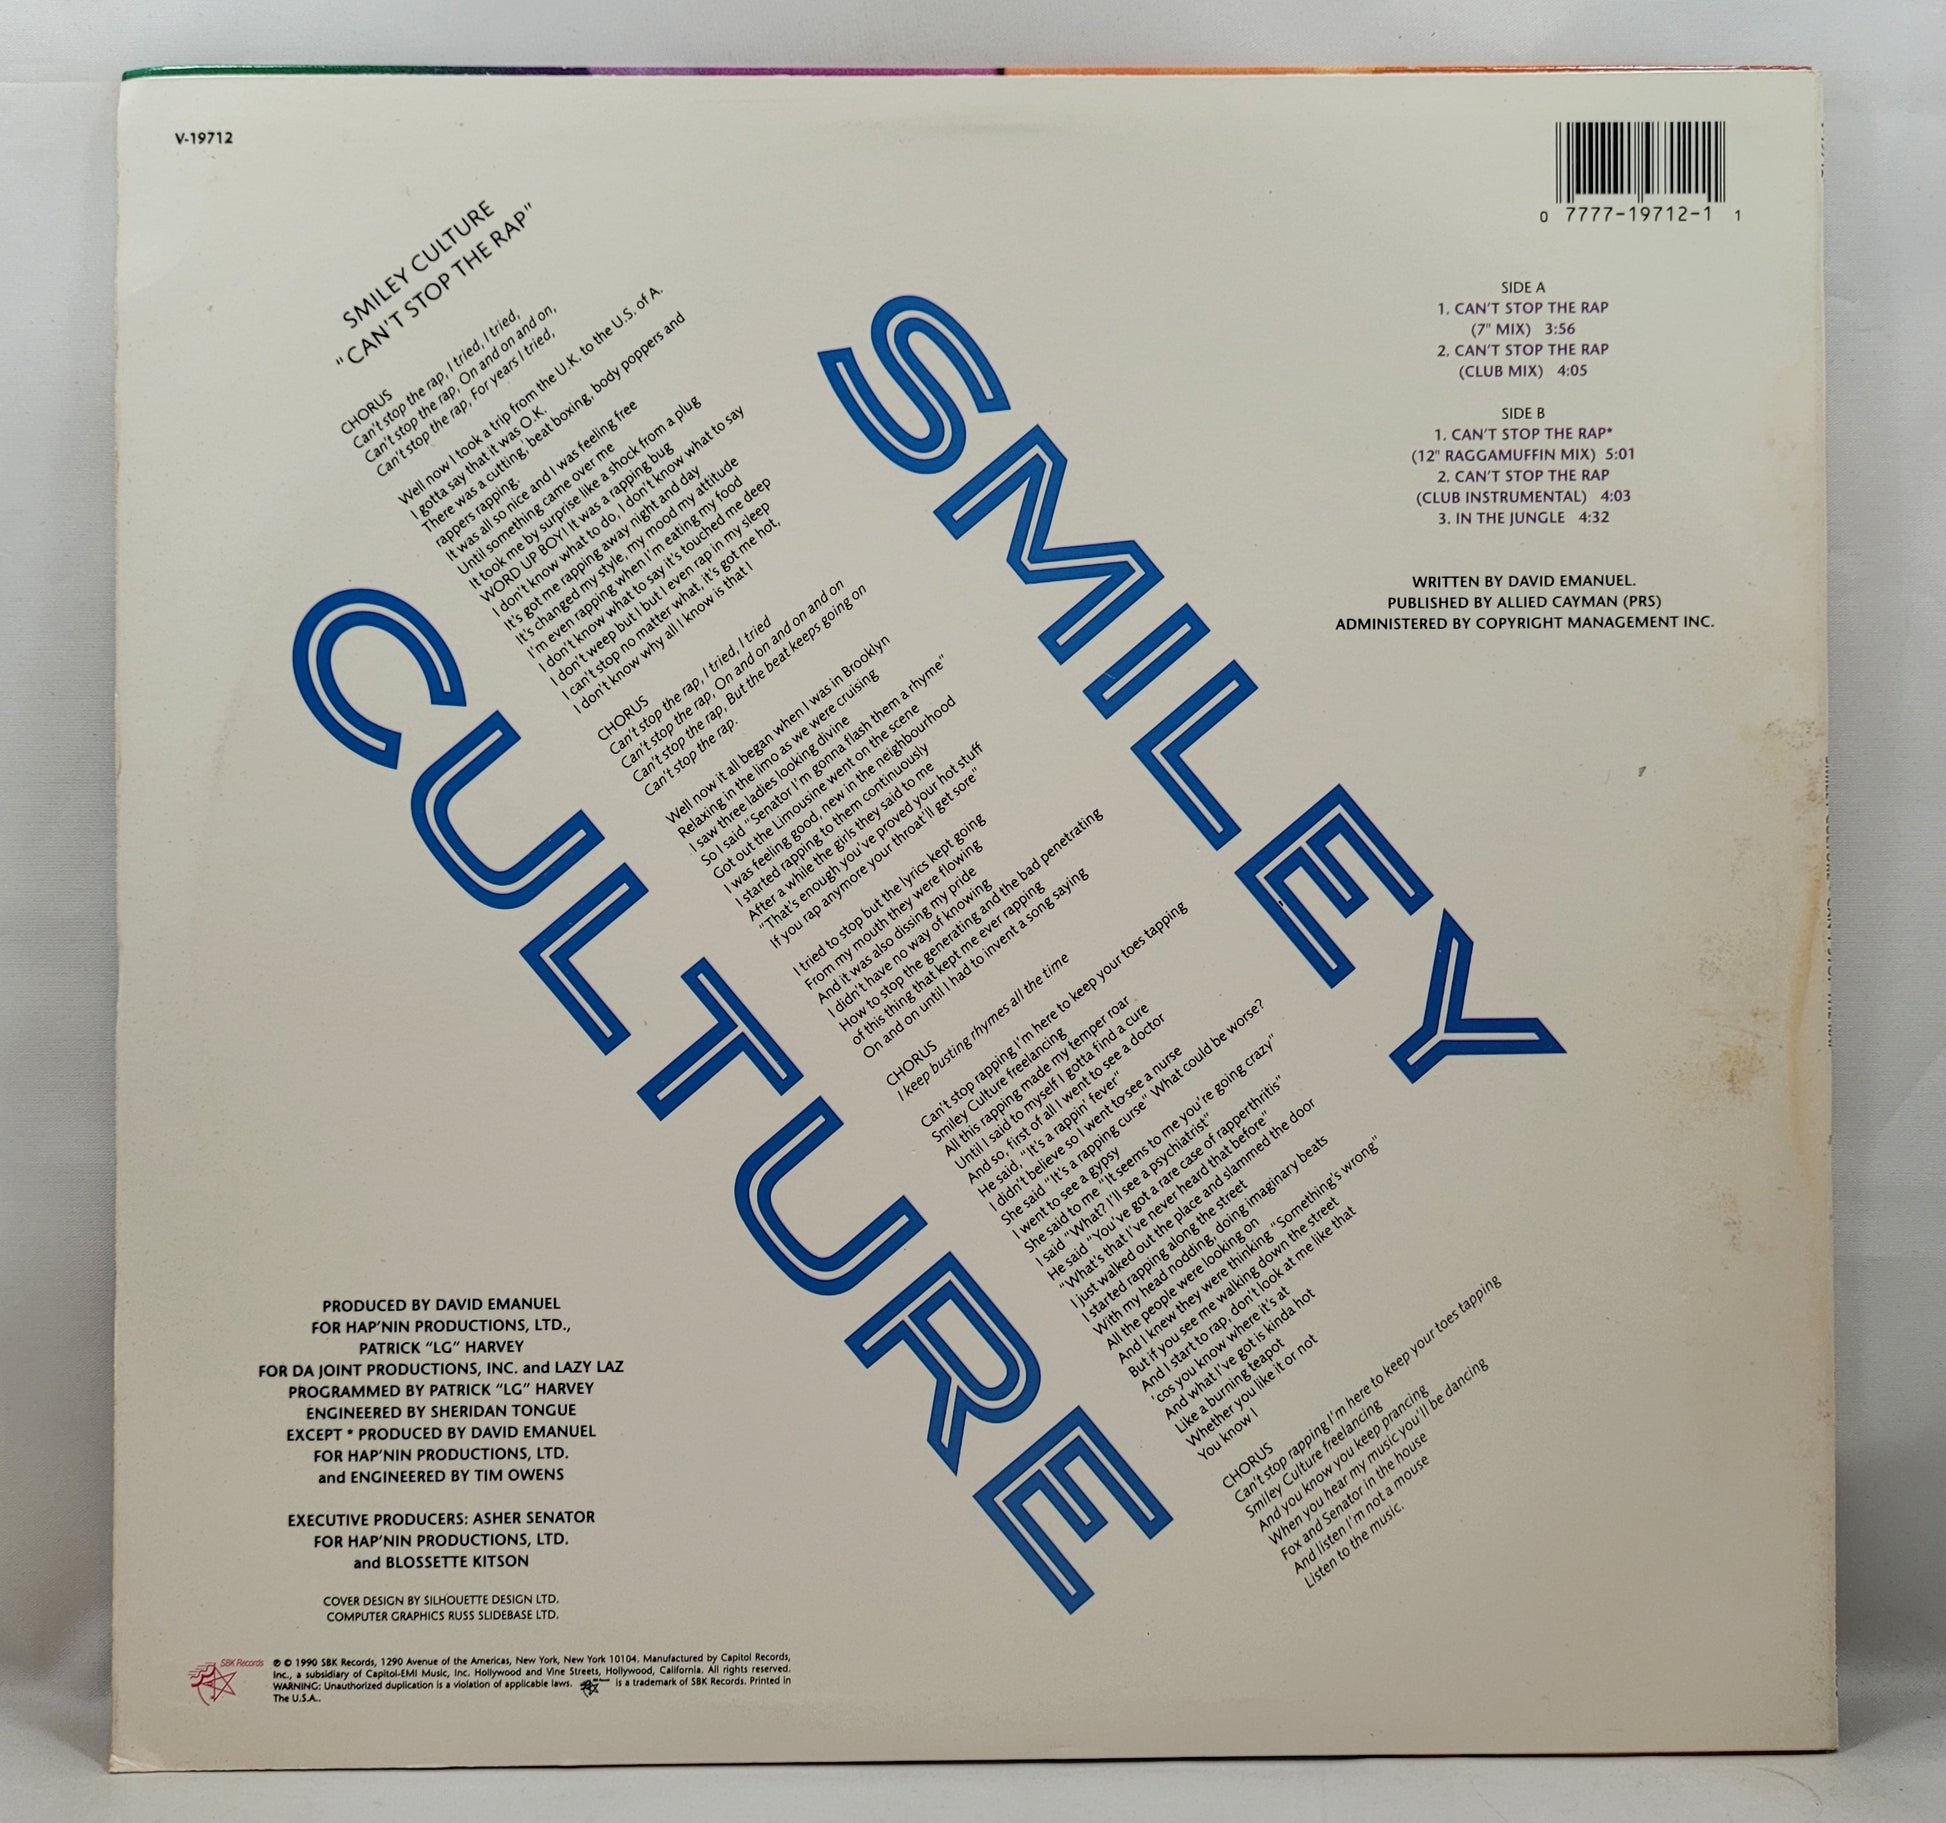 V-19712
0 7777-19712-1 1
SMILEY CULTURE
"CAN'T STOP THE RAP"
CHORUS
Can't stop the rap, I tried, I tried,
Can't stop the rap, On and on and on,
Can't stop the rap, For years I tried,
Well now I took a trip from the U.K. to the U.S. of A.
I gotta say that it was O.K.
There was a cutting, beat boxing, body poppers and
rappers rapping.
It was all so nice and I was feeling free
Until something came over me
It took me by surprise like a shock from a plug
WORD UP BOY! It was a rapping bug
I don't know what to do, I don't know what to say
It's got me rapping away night and day
It's changed my style, my mood my attitude
I'm even rapping when I'm eating my food
I don't know what to say it's touched me deep
I don't weep but I but I even rap in my sleep
I can't stop no matter what, it's got me hot,
I don't know why all I know is that I
CHORUS
Can't stop the rap, I tried, I tried
Can't stop the rap, On and on and on and on
Can't stop the rap, But the beat keeps going on
Can't stop the rap.
Well now it all began when I was in Brooklyn
Relaxing in the limo as we were cruising
I saw three ladies looking divine
So I said "Senator I'm gonna flash them a rhyme"
Got out the Limousine went on the scene
I was feeling good, new in the neighbourhood
I started rapping to them continuously
After a while the girls they said to me
"That's enough you've proved your hot stuff
If you rap anymore your throat'll get sore"
I tried to stop but the lyrics kept going
From my mouth they were flowing
And it was also dissing my pride
I didn't have no way of knowing
How to stop the generating and the bad penetrating
of this thing that kept me ever rapping
On and on until I had to invent a song saying
CHORUS
I keep busting rhymes all the time
Can't stop rapping I'm here to keep your toes tapping
Smiley Culture freelancing
All this rapping made my temper roar
Until I said to myself I gotta find a cure
And so, first of all I went to see a doctor
He said, "It's a rappin' fever"
I didn't believe so I went to see a nurse
She said "It's a rapping curse" What could be worse?
I went to see a gypsy
She said to me "It seems to me you're going crazy"
I said "What? I'll see a psychiatrist"
He said "You've got a rare case of rapperthritis"
"What's that I've never heard that before"
I just walked out the place and slammed the door
I started rapping along the street
With my head nodding, doing imaginary beats
All the people were looking on
And I knew they were thinking "Something's wrong"
But if you see me walking down the street
And I start to rap, don't look at me like that
'cos you know where it's at
And what I've got is kinda hot
Like a burning teapot
Whether you like it or not
You know I
CHORUS
Can't stop rapping I'm here to keep your toes tapping
Smiley Culture freelancing
And you know you keep prancing
When you hear my music you'll be dancing
Fox and Senator in the house
And listen I'm not a mouse
Listen to the music.
SMILEY
CULTURE
SIDE A
1. CAN'T STOP THE RAP
(7" MIX) 3:56
2. CAN'T STOP THE RAP
(CLUB MIX) 4:05
SIDE B
1. CAN'T STOP THE RAP*
(12" RAGGAMUFFIN MIX) 5:01
2. CAN'T STOP THE RAP
(CLUB INSTRUMENTAL) 4:03
3. IN THE JUNGLE 4:32
WRITTEN BY DAVID EMANUEL.
PUBLISHED BY ALLIED CAYMAN (PRS)
ADMINISTERED BY COPYRIGHT MANAGEMENT INC.
PRODUCED BY DAVID EMANUEL
FOR HAP'NIN PRODUCTIONS, LTD.,
PATRICK "LG" HARVEY
FOR DA JOINT PRODUCTIONS, INC. and LAZY LAZ
PROGRAMMED BY PATRICK "LG" HARVEY
ENGINEERED BY SHERIDAN TONGUE
EXCEPT * PRODUCED BY DAVID EMANUEL
FOR HAP'NIN PRODUCTIONS, LTD.
and ENGINEERED BY TIM OWENS
EXECUTIVE PRODUCERS: ASHER SENATOR
FOR HAP'NIN PRODUCTIONS, LTD.
and BLOSSETTE KITSON
COVER DESIGN BY SILHOUETTE DESIGN LTD.
COMPUTER GRAPHICS RUSS SLIDEBASE LTD.
SBK Records
℗ © 1990 SBK Records, 1290 Avenue of the Americas, New York, New York 10104. Manufactured by Capitol Records,
Inc., a subsidiary of Capitol-EMI Music, Inc. Hollywood and Vine Streets, Hollywood, California. All rights reserved.
WARNING: Unauthorized duplication is a violation of applicable laws. is a trademark of SBK Records. Printed in
The U.S.A..